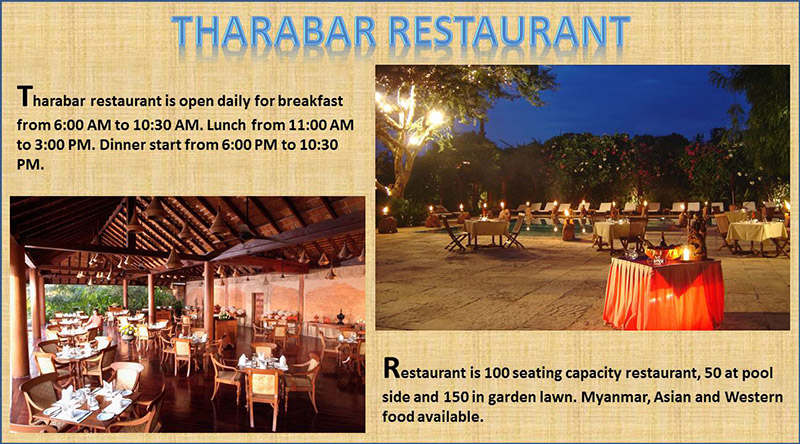 THARABAR RESTAURANT
Tharabar restaurant is open daily for breakfast
from 6:00 AM to 10:30 AM. Lunch from 11:00 AM
to 3:00 PM. Dinner start from 6:00 PM to 10:30
PM.
Restaurant is 100 seating capacity restaurant, 50 at pool
side and 150 in garden lawn. Myanmar, Asian and Western
food available.